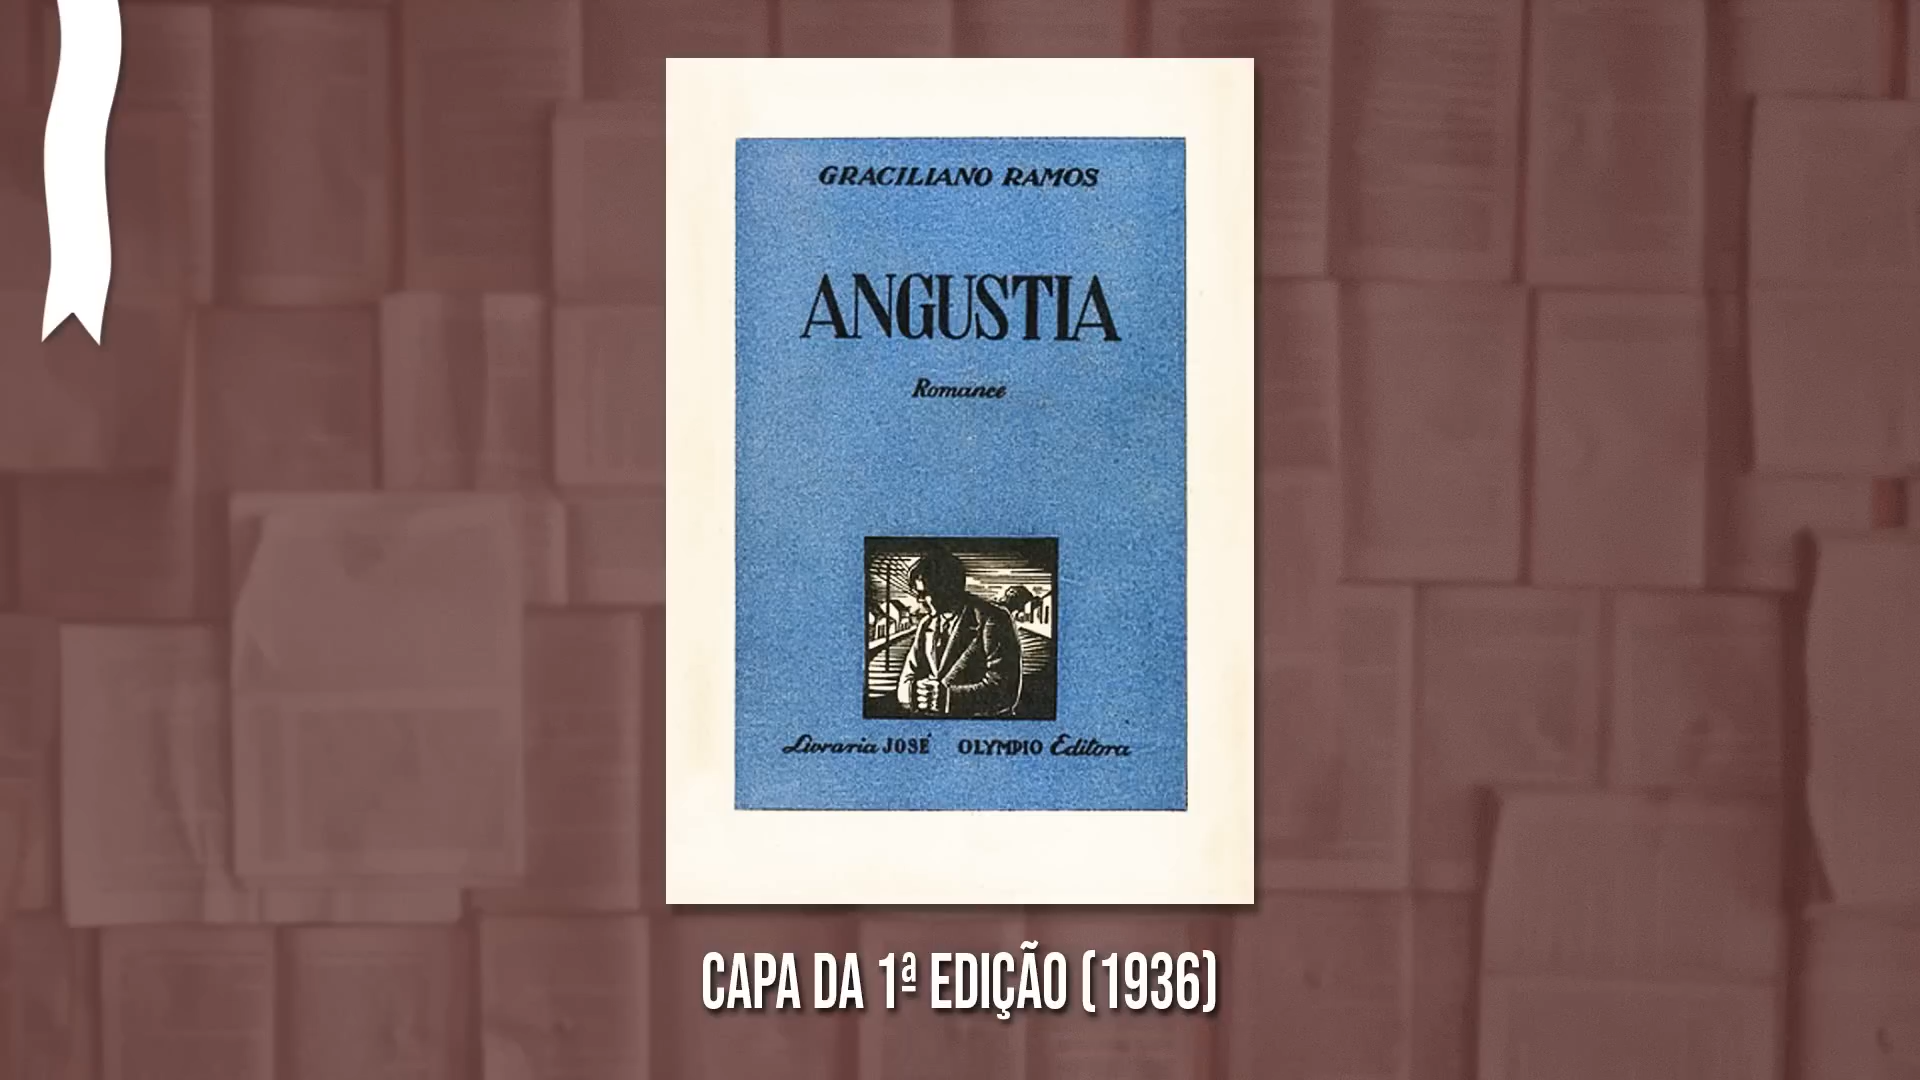 GRACILIANO RAMOS
ANGUSTIA
Romance
Livraria JOSÉ OLYMPIO Editora
CAPA DA 1ª EDIÇÃO (1936)